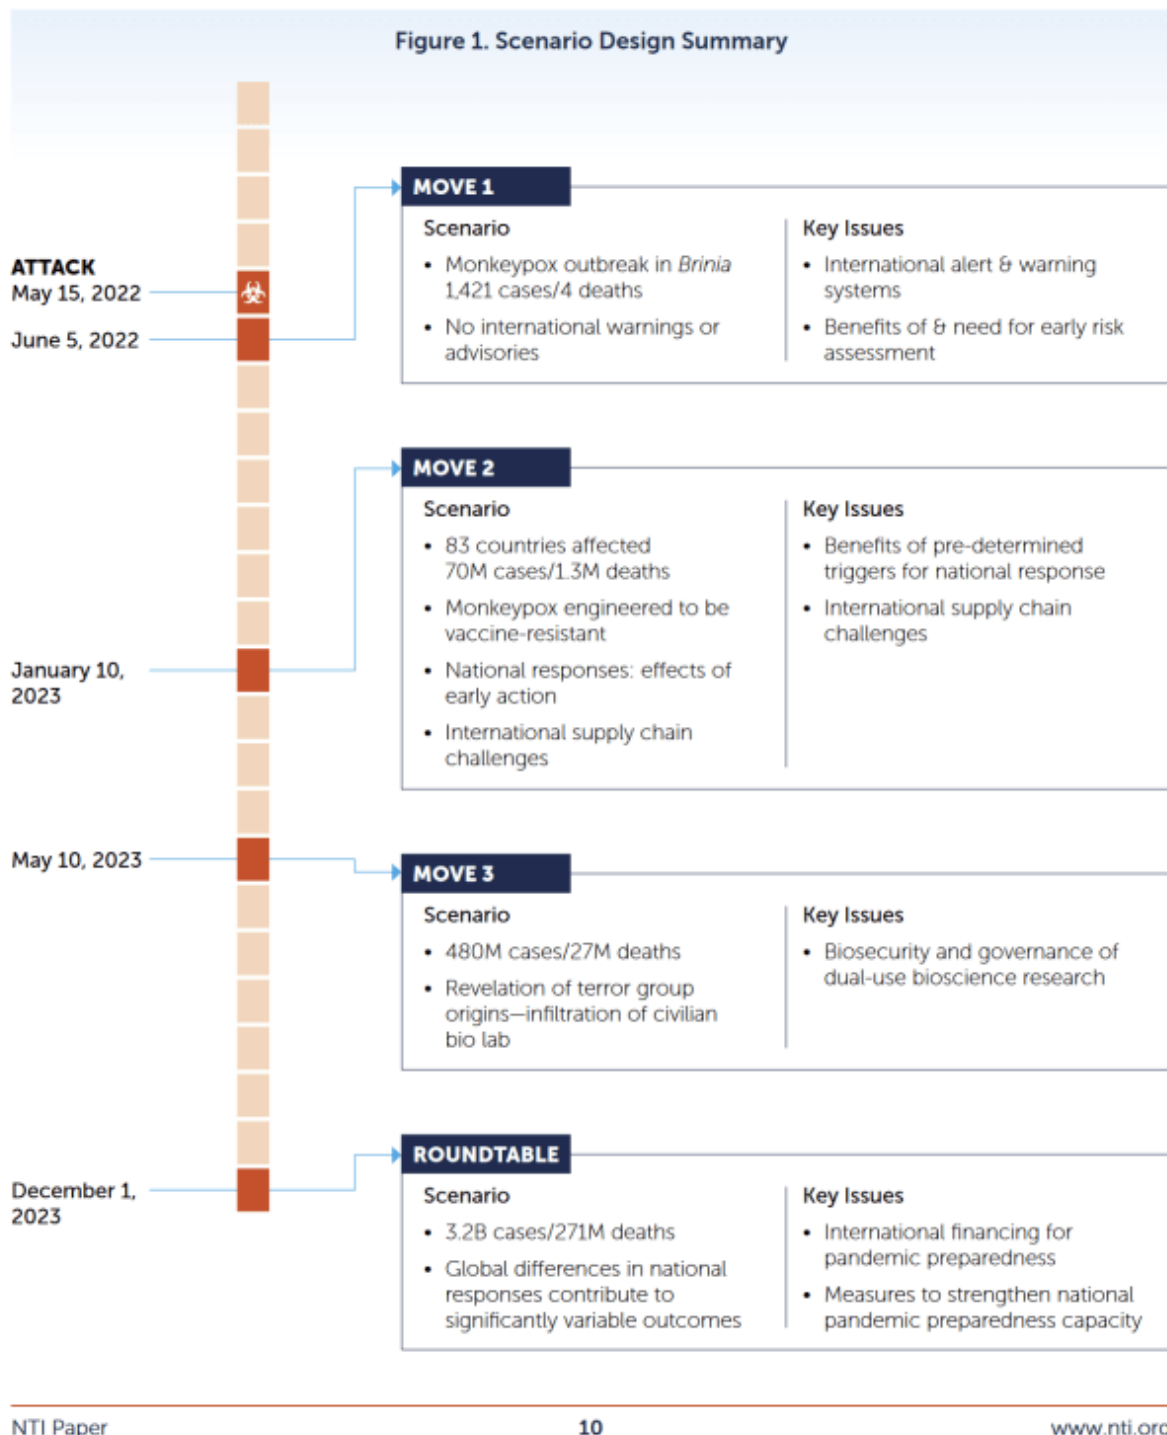 Figure 1. Scenario Design Summary
ATTACK
May 15, 2022
June 5, 2022
MOVE 1
Scenario
• Monkeypox outbreak in Brinia
1,421 cases/4 deaths
• No international warnings or
advisories
Key Issues
• International alert & warning
systems
• Benefits of & need for early risk
assessment
January 10,
2023
MOVE 2
Scenario
• 83 countries affected
70M cases/1.3M deaths
• Monkeypox engineered to be
vaccine-resistant
• National responses: effects of
early action
• International supply chain
challenges
Key Issues
• Benefits of pre-determined
triggers for national response
• International supply chain
challenges
May 10, 2023
MOVE 3
Scenario
• 480M cases/27M deaths
• Revelation of terror group
origins—infiltration of civilian
bio lab
Key Issues
• Biosecurity and governance of
dual-use bioscience research
December 1,
2023
ROUNDTABLE
Scenario
• 3.2B cases/271M deaths
• Global differences in national
responses contribute to
significantly variable outcomes
Key Issues
• International financing for
pandemic preparedness
• Measures to strengthen national
pandemic preparedness capacity
NTI Paper
10
www.nti.org